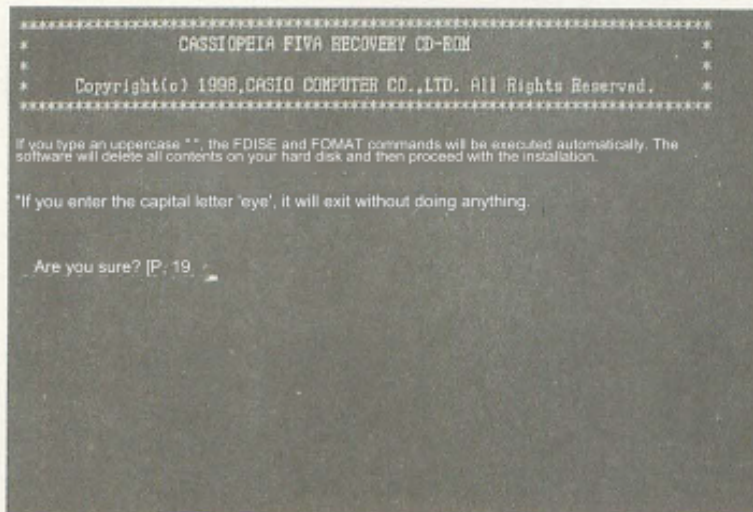 ****************************************************************
* CASSIOPEIA FIVA RECOVERY CD-ROM *
* *
* Copyright(c) 1998,CASIO COMPUTER CO.,LTD. All Rights Reserved. *
****************************************************************
If you type an uppercase "", the FDISE and FOMAT commands will be executed automatically. The
software will delete all contents on your hard disk and then proceed with the installation.
"If you enter the capital letter 'eye', it will exit without doing anything.
Are you sure? [P. 19